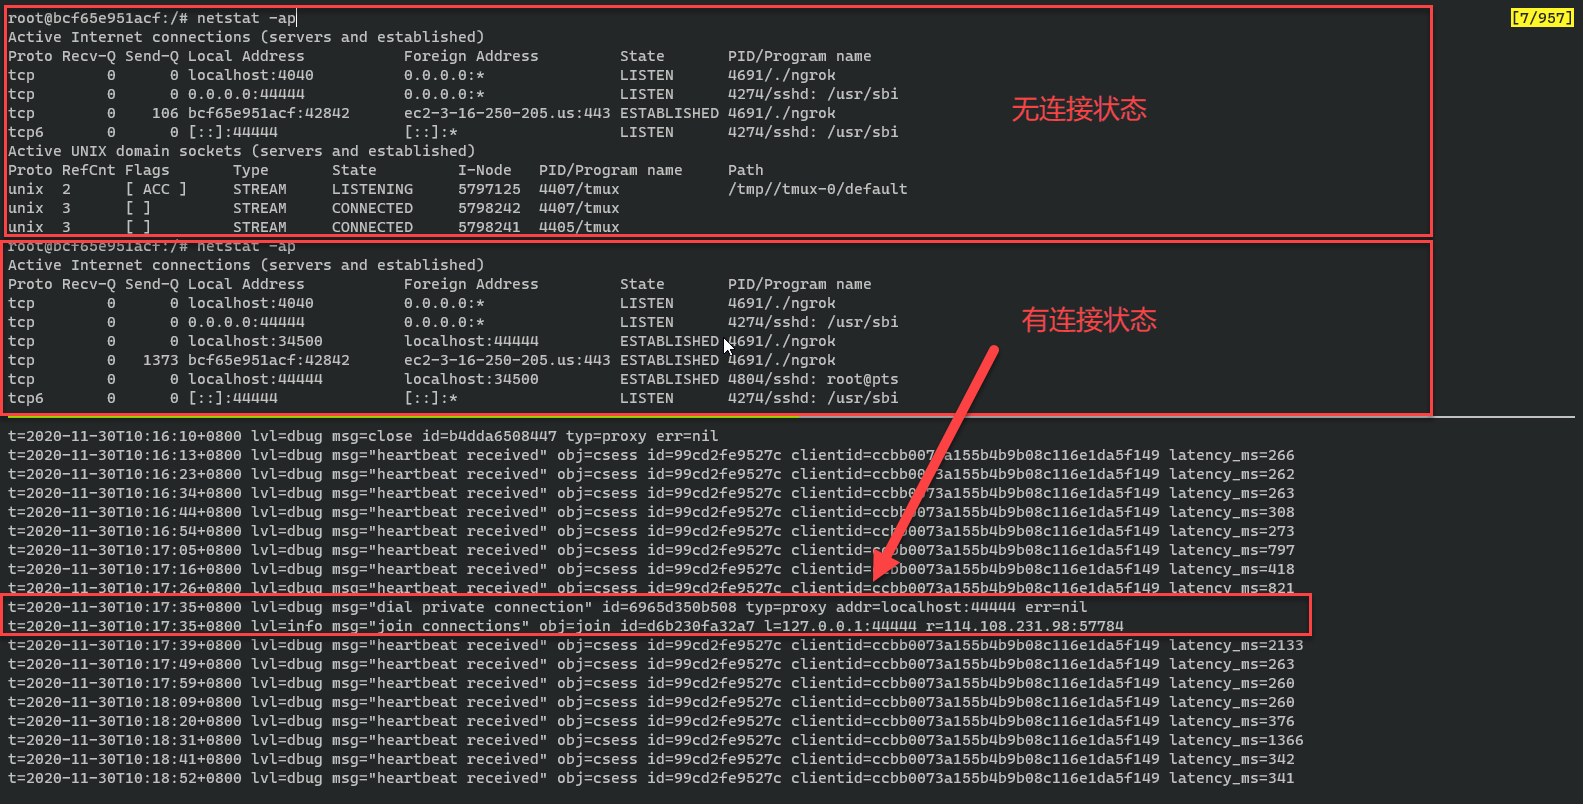 root@bcf65e951acf:/# netstat -ap
[7/957]
Active Internet connections (servers and established)
Proto Recv-Q Send-Q Local Address           Foreign Address         State       PID/Program name
tcp        0      0 localhost:4040          0.0.0.0:*               LISTEN      4691/./ngrok
tcp        0      0 0.0.0.0:44444           0.0.0.0:*               LISTEN      4274/sshd: /usr/sbi
tcp        0    106 bcf65e951acf:42842      ec2-3-16-250-205.us:443 ESTABLISHED 4691/./ngrok
无连接状态
tcp6       0      0 [::]:44444              [::]:*                  LISTEN      4274/sshd: /usr/sbi
Active UNIX domain sockets (servers and established)
Proto RefCnt Flags       Type       State         I-Node   PID/Program name     Path
unix  2      [ ACC ]     STREAM     LISTENING     5797125  4407/tmux            /tmp//tmux-0/default
unix  3      [ ]         STREAM     CONNECTED     5798242  4407/tmux
unix  3      [ ]         STREAM     CONNECTED     5798241  4405/tmux
root@bcf65e951acf:/# netstat -ap
Active Internet connections (servers and established)
Proto Recv-Q Send-Q Local Address           Foreign Address         State       PID/Program name
tcp        0      0 localhost:4040          0.0.0.0:*               LISTEN      4691/./ngrok
tcp        0      0 0.0.0.0:44444           0.0.0.0:*               LISTEN      4274/sshd: /usr/sbi
有连接状态
tcp        0      0 localhost:34500         localhost:44444         ESTABLISHED 4691/./ngrok
tcp        0   1373 bcf65e951acf:42842      ec2-3-16-250-205.us:443 ESTABLISHED 4691/./ngrok
tcp        0      0 localhost:44444         localhost:34500         ESTABLISHED 4804/sshd: root@pts
tcp6       0      0 [::]:44444              [::]:*                  LISTEN      4274/sshd: /usr/sbi
t=2020-11-30T10:16:10+0800 lvl=dbug msg=close id=b4dda6508447 typ=proxy err=nil
t=2020-11-30T10:16:13+0800 lvl=dbug msg="heartbeat received" obj=csess id=99cd2fe9527c clientid=ccbb0073a155b4b9b08c116e1da5f149 latency_ms=266
t=2020-11-30T10:16:23+0800 lvl=dbug msg="heartbeat received" obj=csess id=99cd2fe9527c clientid=ccbb0073a155b4b9b08c116e1da5f149 latency_ms=262
t=2020-11-30T10:16:34+0800 lvl=dbug msg="heartbeat received" obj=csess id=99cd2fe9527c clientid=ccbb0073a155b4b9b08c116e1da5f149 latency_ms=263
t=2020-11-30T10:16:44+0800 lvl=dbug msg="heartbeat received" obj=csess id=99cd2fe9527c clientid=ccbb0073a155b4b9b08c116e1da5f149 latency_ms=308
t=2020-11-30T10:16:54+0800 lvl=dbug msg="heartbeat received" obj=csess id=99cd2fe9527c clientid=ccbb0073a155b4b9b08c116e1da5f149 latency_ms=273
t=2020-11-30T10:17:05+0800 lvl=dbug msg="heartbeat received" obj=csess id=99cd2fe9527c clientid=ccbb0073a155b4b9b08c116e1da5f149 latency_ms=797
t=2020-11-30T10:17:16+0800 lvl=dbug msg="heartbeat received" obj=csess id=99cd2fe9527c clientid=ccbb0073a155b4b9b08c116e1da5f149 latency_ms=418
t=2020-11-30T10:17:26+0800 lvl=dbug msg="heartbeat received" obj=csess id=99cd2fe9527c clientid=ccbb0073a155b4b9b08c116e1da5f149 latency_ms=821
t=2020-11-30T10:17:35+0800 lvl=dbug msg="dial private connection" id=6965d350b508 typ=proxy addr=localhost:44444 err=nil
t=2020-11-30T10:17:35+0800 lvl=info msg="join connections" obj=join id=d6b230fa32a7 l=127.0.0.1:44444 r=114.108.231.98:57784
t=2020-11-30T10:17:39+0800 lvl=dbug msg="heartbeat received" obj=csess id=99cd2fe9527c clientid=ccbb0073a155b4b9b08c116e1da5f149 latency_ms=2133
t=2020-11-30T10:17:49+0800 lvl=dbug msg="heartbeat received" obj=csess id=99cd2fe9527c clientid=ccbb0073a155b4b9b08c116e1da5f149 latency_ms=263
t=2020-11-30T10:17:59+0800 lvl=dbug msg="heartbeat received" obj=csess id=99cd2fe9527c clientid=ccbb0073a155b4b9b08c116e1da5f149 latency_ms=260
t=2020-11-30T10:18:09+0800 lvl=dbug msg="heartbeat received" obj=csess id=99cd2fe9527c clientid=ccbb0073a155b4b9b08c116e1da5f149 latency_ms=260
t=2020-11-30T10:18:20+0800 lvl=dbug msg="heartbeat received" obj=csess id=99cd2fe9527c clientid=ccbb0073a155b4b9b08c116e1da5f149 latency_ms=376
t=2020-11-30T10:18:31+0800 lvl=dbug msg="heartbeat received" obj=csess id=99cd2fe9527c clientid=ccbb0073a155b4b9b08c116e1da5f149 latency_ms=1366
t=2020-11-30T10:18:41+0800 lvl=dbug msg="heartbeat received" obj=csess id=99cd2fe9527c clientid=ccbb0073a155b4b9b08c116e1da5f149 latency_ms=342
t=2020-11-30T10:18:52+0800 lvl=dbug msg="heartbeat received" obj=csess id=99cd2fe9527c clientid=ccbb0073a155b4b9b08c116e1da5f149 latency_ms=341